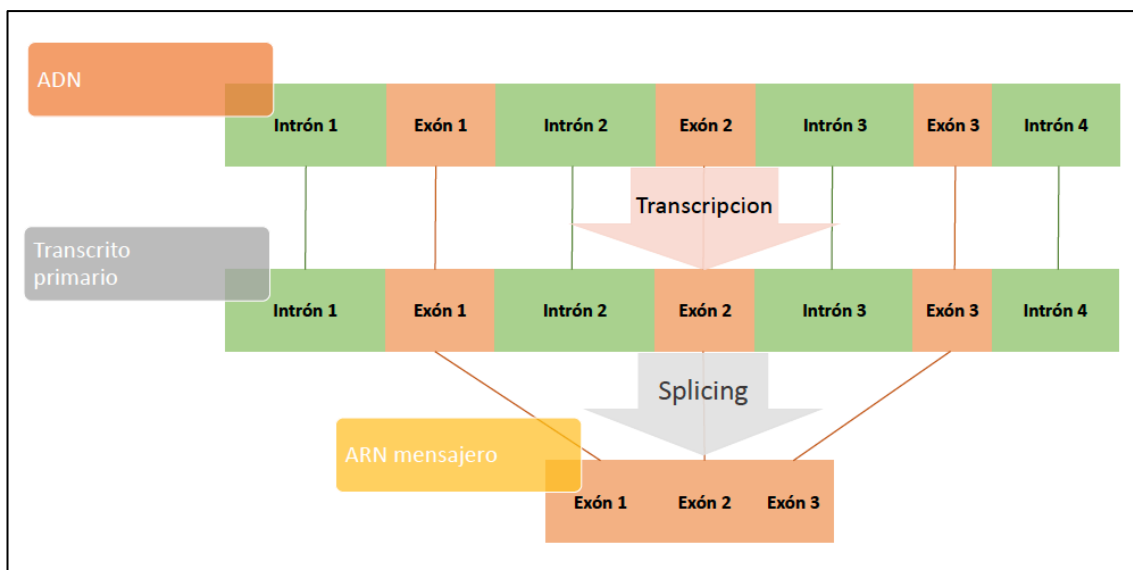 ADN
Intrón 1 Exón 1 Intrón 2 Exón 2 Intrón 3 Exón 3 Intrón 4
Transcripcion
Transcrito
primario
Intrón 1 Exón 1 Intrón 2 Exón 2 Intrón 3 Exón 3 Intrón 4
Splicing
ARN mensajero
Exón 1 Exón 2 Exón 3